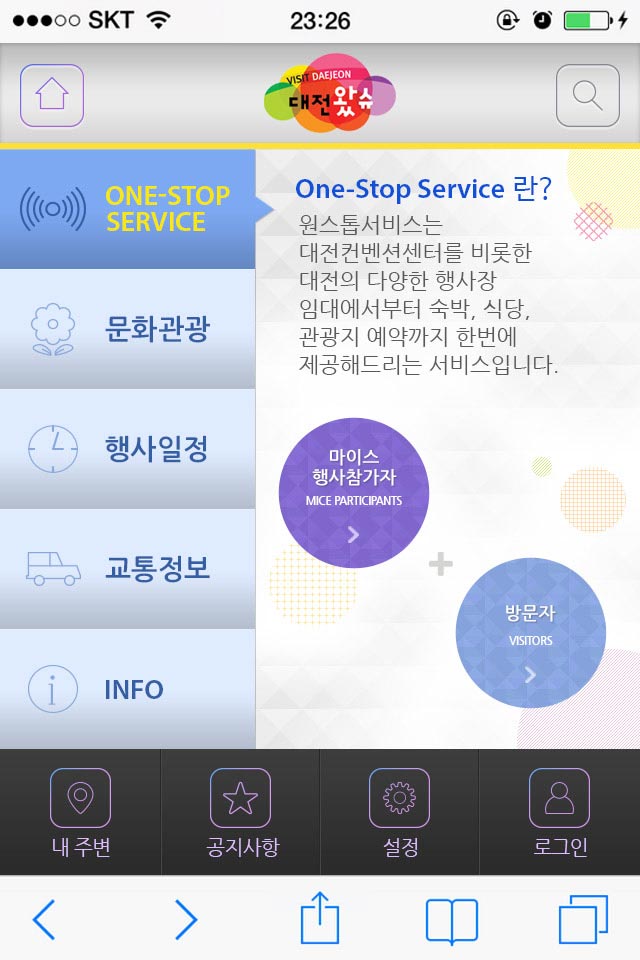 SKT
23:26
VISIT DAEJEON
대전왔슈
ONE-STOP
SERVICE
문화관광
행사일정
교통정보
INFO
One-Stop Service 란?
원스톱서비스는
대전컨벤션센터를 비롯한
대전의 다양한 행사장
임대에서부터 숙박, 식당,
관광지 예약까지 한번에
제공해드리는 서비스입니다.
마이스
행사참가자
MICE PARTICIPANTS
방문자
VISITORS
내 주변
공지사항
설정
로그인